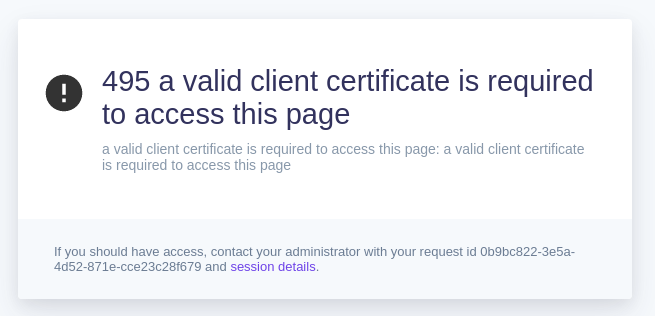 495 a valid client certificate is required
to access this page
a valid client certificate is required to access this page: a valid client certificate
is required to access this page
If you should have access, contact your administrator with your request id 0b9bc822-3e5a-
4d52-871e-cce23c28f679 and session details.